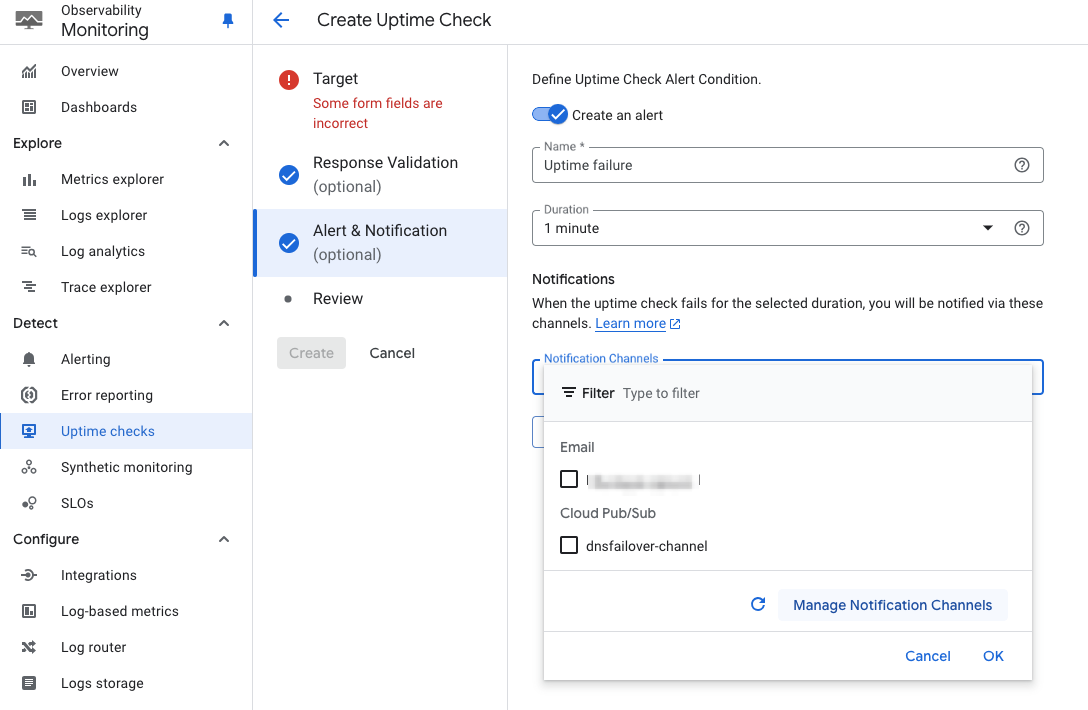 Observability
Monitoring
Overview
Dashboards
Explore
Metrics explorer
Logs explorer
Log analytics
Trace explorer
Detect
Alerting
Error reporting
Uptime checks
Synthetic monitoring
SLOs
Configure
Integrations
Log-based metrics
Log router
Logs storage
Create Uptime Check
Target
Some form fields are
incorrect
Response Validation
(optional)
Alert & Notification
(optional)
Review
Create Cancel
Define Uptime Check Alert Condition.
Create an alert
Name *
Uptime failure
Duration
1 minute
Notifications
When the uptime check fails for the selected duration, you will be notified via these
channels. Learn more
Notification Channels
Filter Type to filter
Email
Cloud Pub/Sub
dnsfailover-channel
Manage Notification Channels
Cancel OK